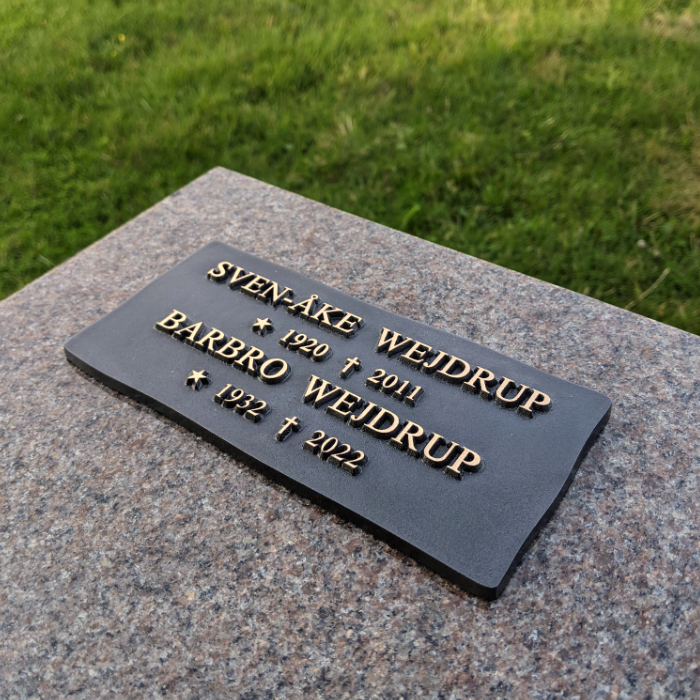 SVEN-ÅKE WEJDRUP
★ 1920 † 2011
BARBRO WEJDRUP
★ 1932 † 2022